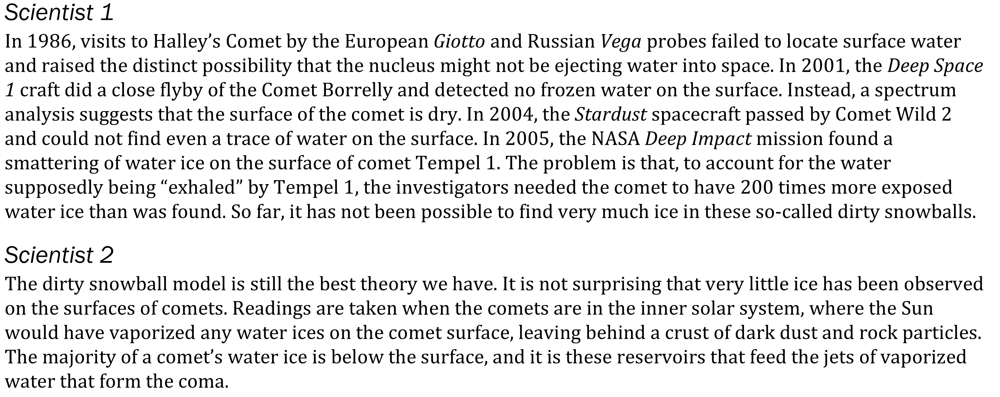 Scientist 1
In 1986, visits to Halley’s Comet by the European Giotto and Russian Vega probes failed to locate surface water
and raised the distinct possibility that the nucleus might not be ejecting water into space. In 2001, the Deep Space
1 craft did a close flyby of the Comet Borrelly and detected no frozen water on the surface. Instead, a spectrum
analysis suggests that the surface of the comet is dry. In 2004, the Stardust spacecraft passed by Comet Wild 2
and could not find even a trace of water on the surface. In 2005, the NASA Deep Impact mission found a
smattering of water ice on the surface of comet Tempel 1. The problem is that, to account for the water
supposedly being “exhaled” by Tempel 1, the investigators needed the comet to have 200 times more exposed
water ice than was found. So far, it has not been possible to find very much ice in these so-called dirty snowballs.
Scientist 2
The dirty snowball model is still the best theory we have. It is not surprising that very little ice has been observed
on the surfaces of comets. Readings are taken when the comets are in the inner solar system, where the Sun
would have vaporized any water ices on the comet surface, leaving behind a crust of dark dust and rock particles.
The majority of a comet’s water ice is below the surface, and it is these reservoirs that feed the jets of vaporized
water that form the coma.